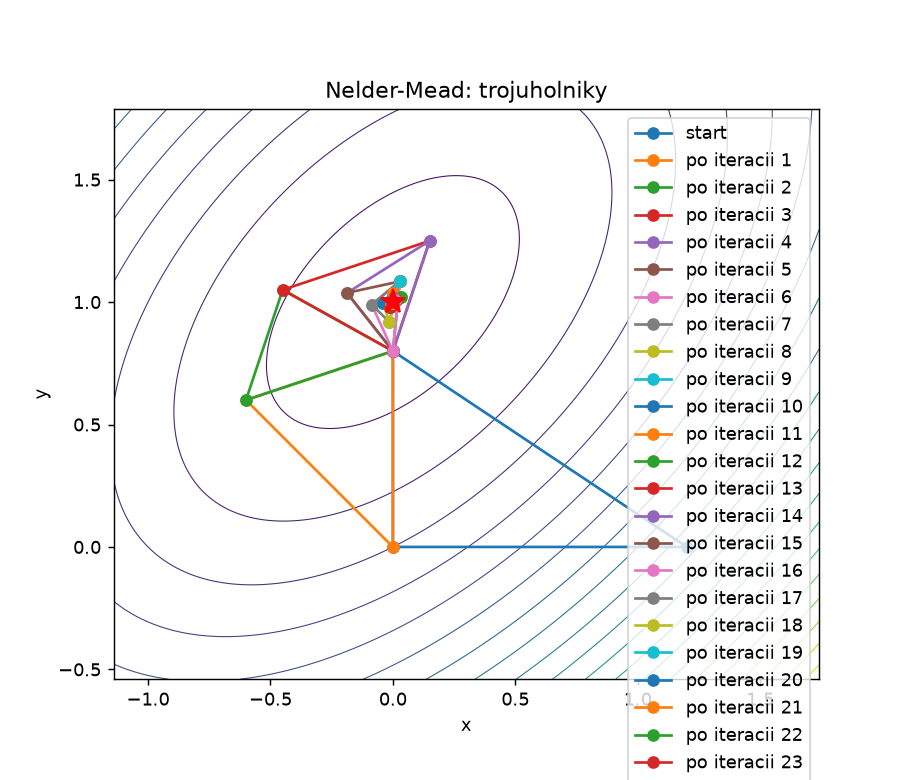 Nelder-Mead: trojuholniky
start
po iteracii 1
po iteracii 2
po iteracii 3
po iteracii 4
po iteracii 5
po iteracii 6
po iteracii 7
po iteracii 8
po iteracii 9
po iteracii 10
po iteracii 11
po iteracii 12
po iteracii 13
po iteracii 14
po iteracii 15
po iteracii 16
po iteracii 17
po iteracii 18
po iteracii 19
po iteracii 20
po iteracii 21
po iteracii 22
po iteracii 23
1.5
1.0
0.5
0.0
−0.5
y
−1.0 −0.5 0.0 0.5 1.0 1.5
x